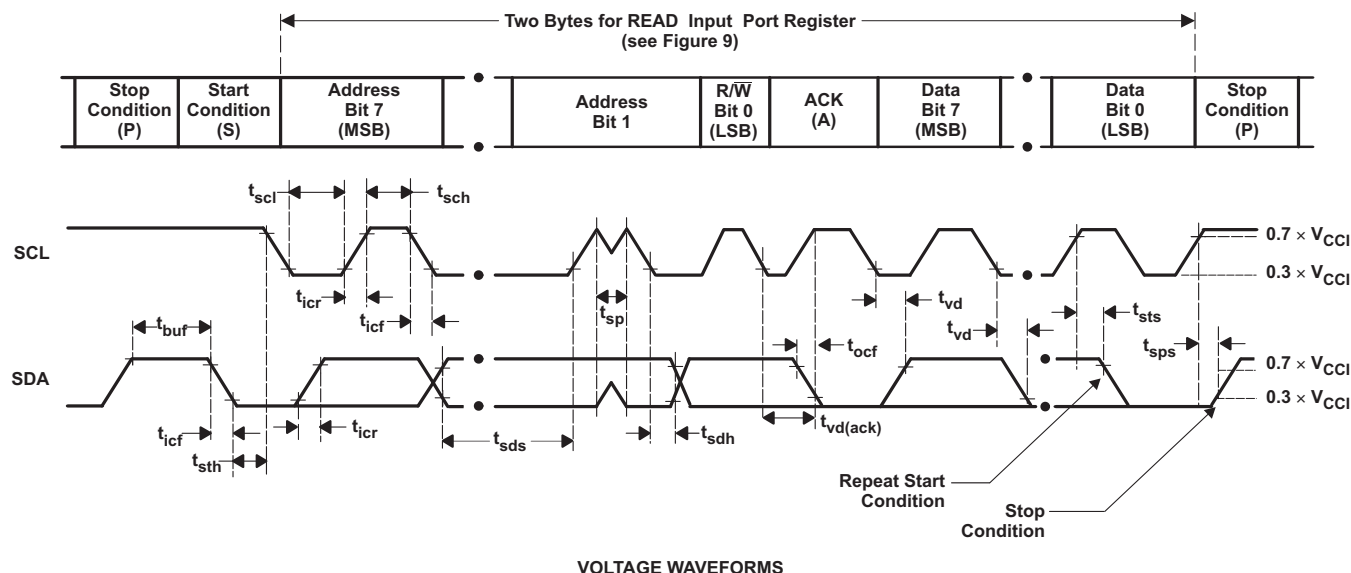 Two Bytes for READ Input Port Register
(see Figure 9)
Stop
Condition
(P)
Start
Condition
(S)
Address
Bit 7
(MSB)
Address
Bit 1
R/W̅
Bit 0
(LSB)
ACK
(A)
Data
Bit 7
(MSB)
Data
Bit 0
(LSB)
Stop
Condition
(P)
tscl
tsch
SCL
0.7 × VCCI
0.3 × VCCI
ticr
ticf
tbuf
tsp
tvd
tvd
tsts
tocf
tsps
SDA
0.7 × VCCI
0.3 × VCCI
ticf
ticr
tsth
tsds
tsdh
tvd(ack)
Repeat Start
Condition
Stop
Condition
VOLTAGE WAVEFORMS